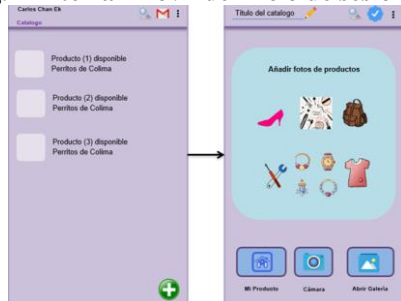 Carlos Chan Ek
Catalogo
Producto (1) disponible
Perritos de Colima
Producto (2) disponible
Perritos de Colima
Producto (3) disponible
Perritos de Colima
Titulo del catalogo
Añadir fotos de productos
Mi Producto
Cámara
Abrir Galeria